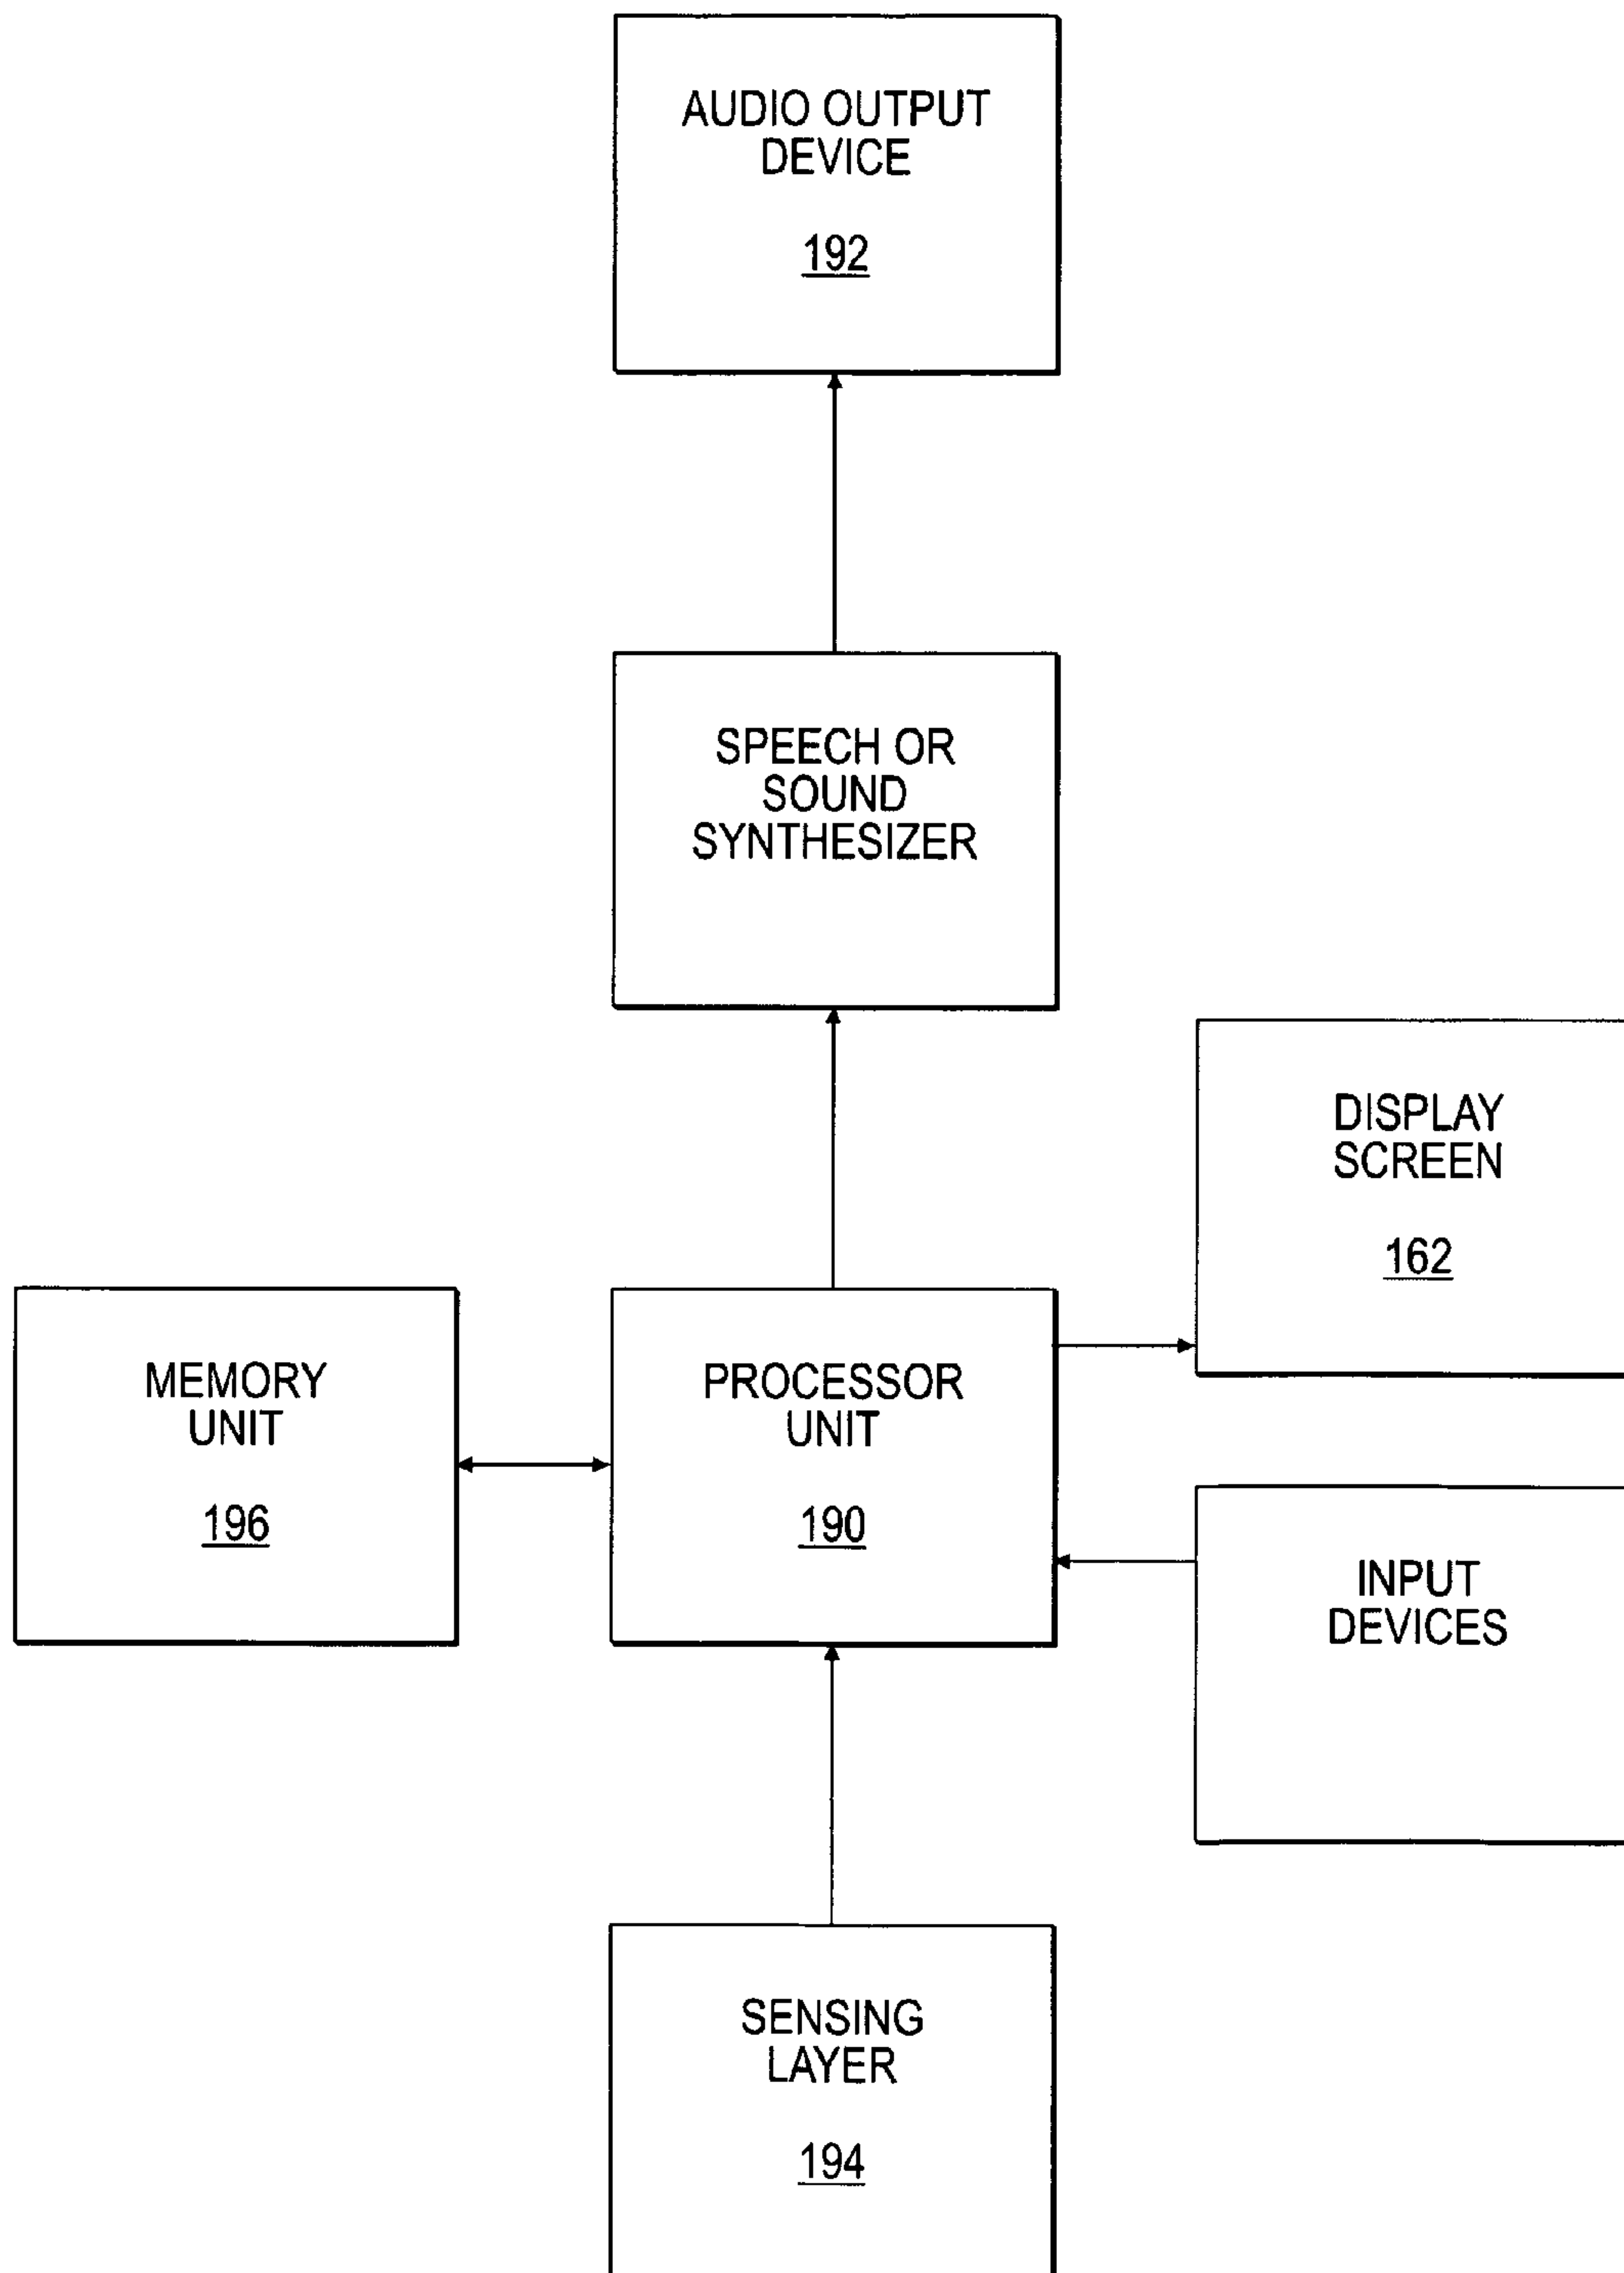 AUDIO OUTPUT
DEVICE
192
SPEECH OR
SOUND
SYNTHESIZER
DISPLAY
SCREEN
162
MEMORY
UNIT
196
PROCESSOR
UNIT
190
INPUT
DEVICES
SENSING
LAYER
194